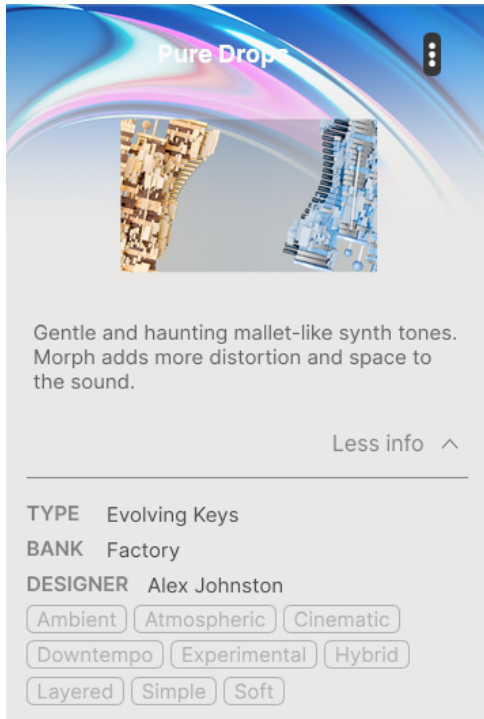 Pure Drops
Gentle and haunting mallet-like synth tones.
Morph adds more distortion and space to
the sound.
Less info
TYPE Evolving Keys
BANK Factory
DESIGNER Alex Johnston
Ambient Atmospheric Cinematic
Downtempo Experimental Hybrid
Layered Simple Soft